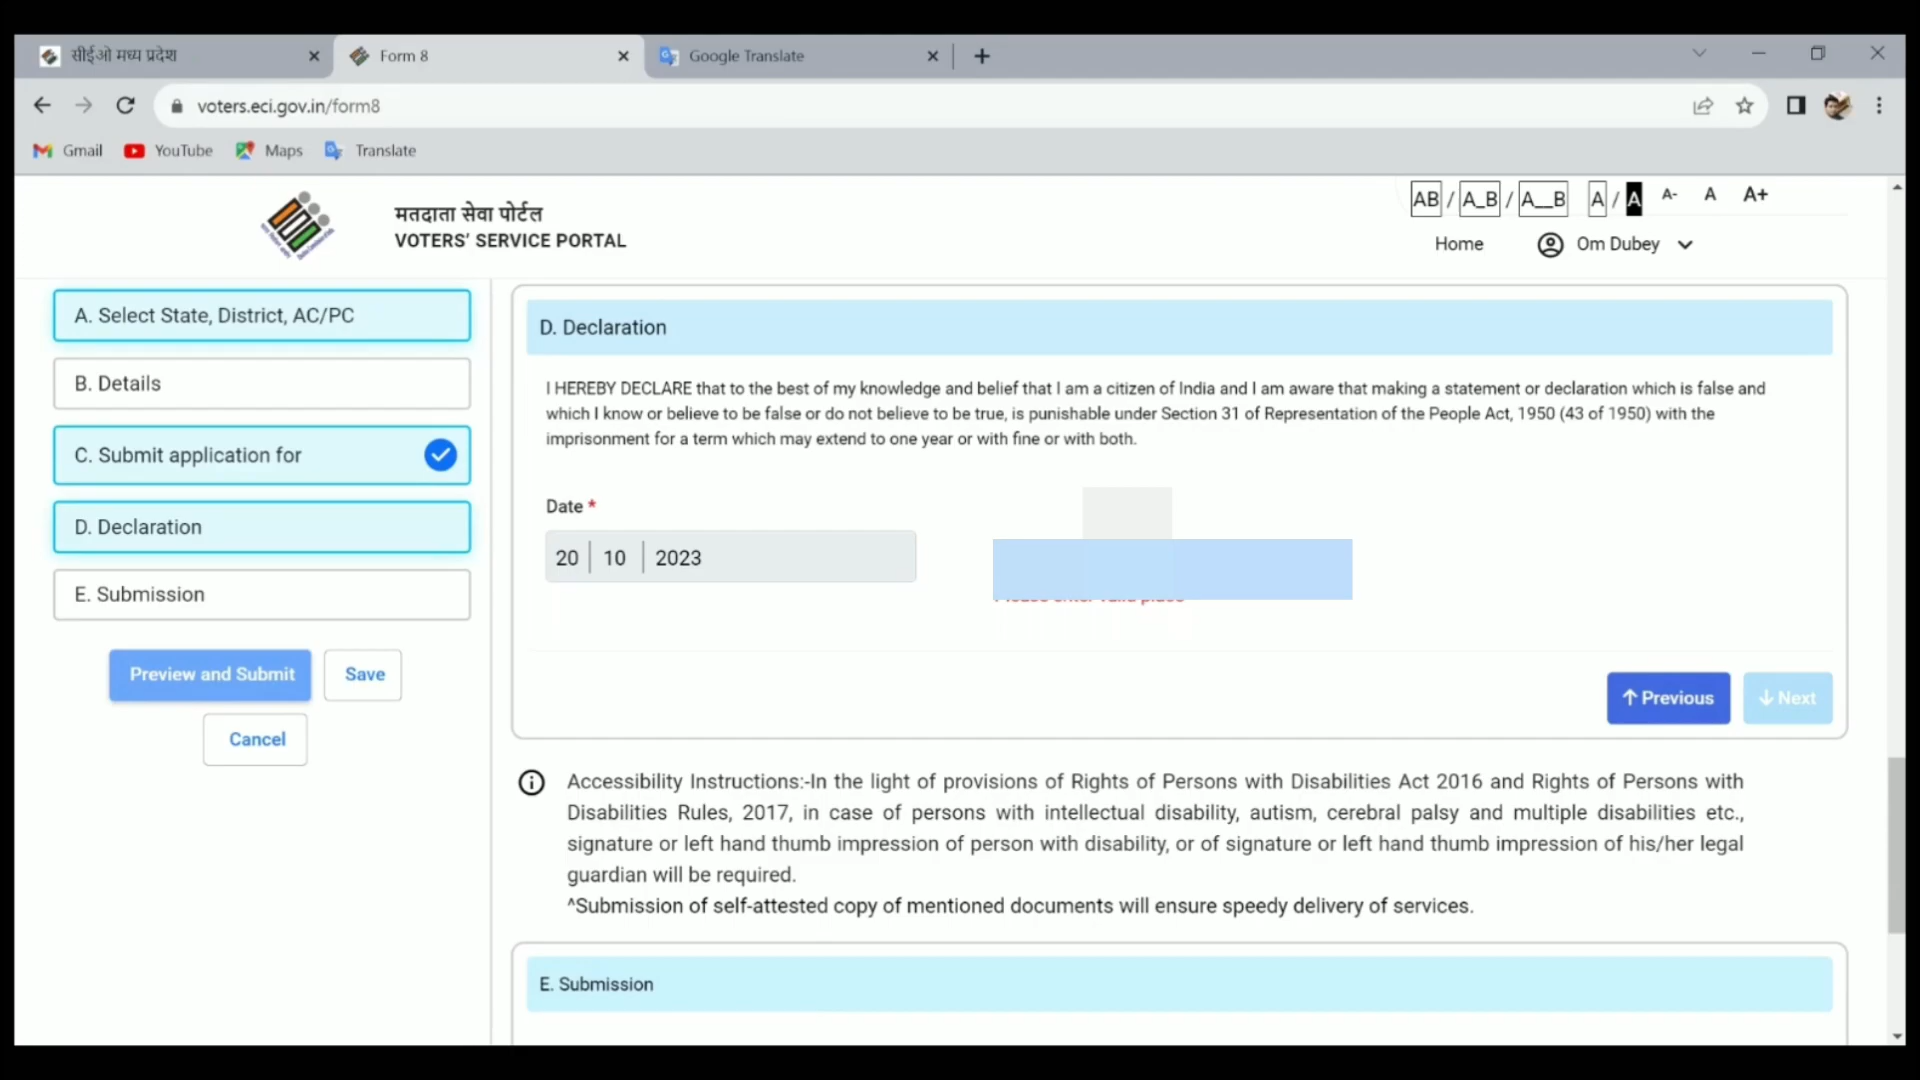 सीईओ मध्य प्रदेश
Form 8
Google Translate
voters.eci.gov.in/form8
Gmail
YouTube
Maps
Translate
मतदाता सेवा पोर्टल
VOTERS' SERVICE PORTAL
AB / A_B / A__B A / A A- A A+
Home
Om Dubey
A. Select State, District, AC/PC
B. Details
C. Submit application for
D. Declaration
E. Submission
Preview and Submit
Save
Cancel
D. Declaration
I HEREBY DECLARE that to the best of my knowledge and belief that I am a citizen of India and I am aware that making a statement or declaration which is false and
which I know or believe to be false or do not believe to be true, is punishable under Section 31 of Representation of the People Act, 1950 (43 of 1950) with the
imprisonment for a term which may extend to one year or with fine or with both.
Date *
20 10 2023
Previous
Next
Accessibility Instructions:-In the light of provisions of Rights of Persons with Disabilities Act 2016 and Rights of Persons with
Disabilities Rules, 2017, in case of persons with intellectual disability, autism, cerebral palsy and multiple disabilities etc.,
signature or left hand thumb impression of person with disability, or of signature or left hand thumb impression of his/her legal
guardian will be required.
^Submission of self-attested copy of mentioned documents will ensure speedy delivery of services.
E. Submission